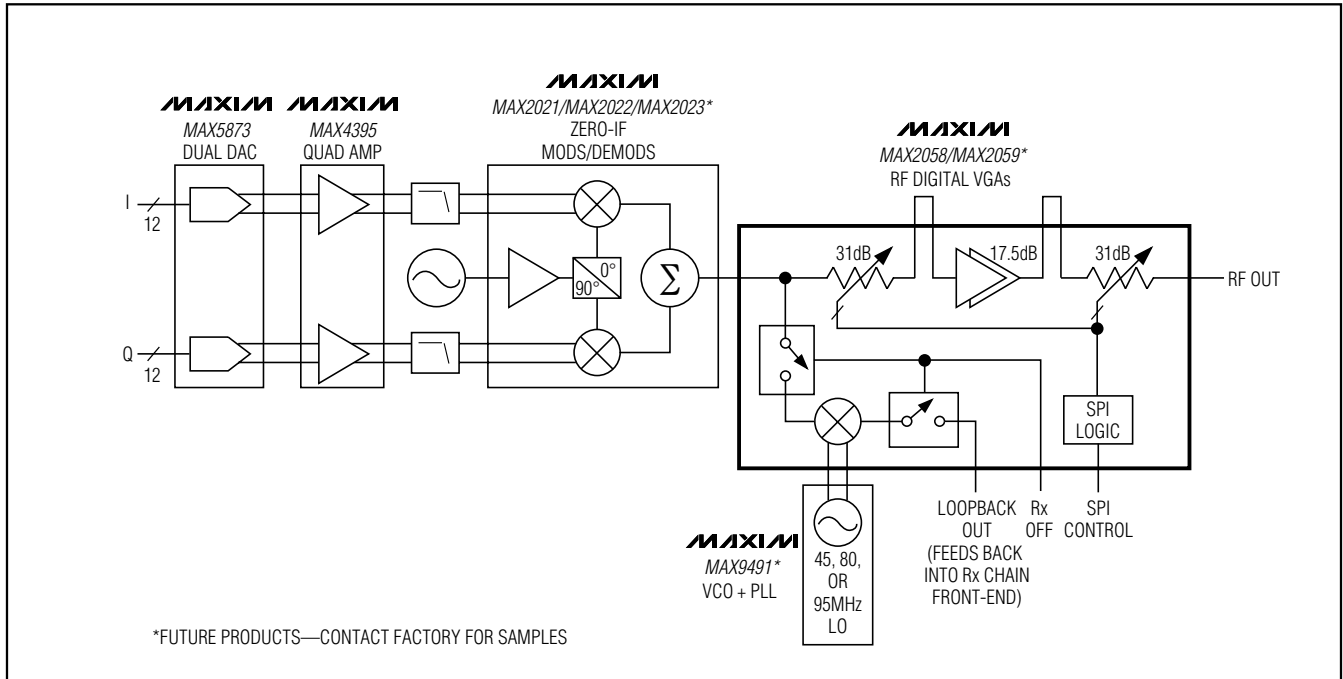 MAXIM
MAX5873
DUAL DAC
MAXIM
MAX4395
QUAD AMP
MAXIM
MAX2021/MAX2022/MAX2023*
ZERO-IF
MODS/DEMODS
MAXIM
MAX2058/MAX2059*
RF DIGITAL VGAs
I
12
0°
90°
Σ
31dB
17.5dB
31dB
RF OUT
Q
12
SPI
LOGIC
LOOPBACK
OUT
(FEEDS BACK
INTO Rx CHAIN
FRONT-END)
Rx
OFF
SPI
CONTROL
MAXIM
MAX9491*
VCO + PLL
45, 80,
OR
95MHz
LO
*FUTURE PRODUCTS—CONTACT FACTORY FOR SAMPLES